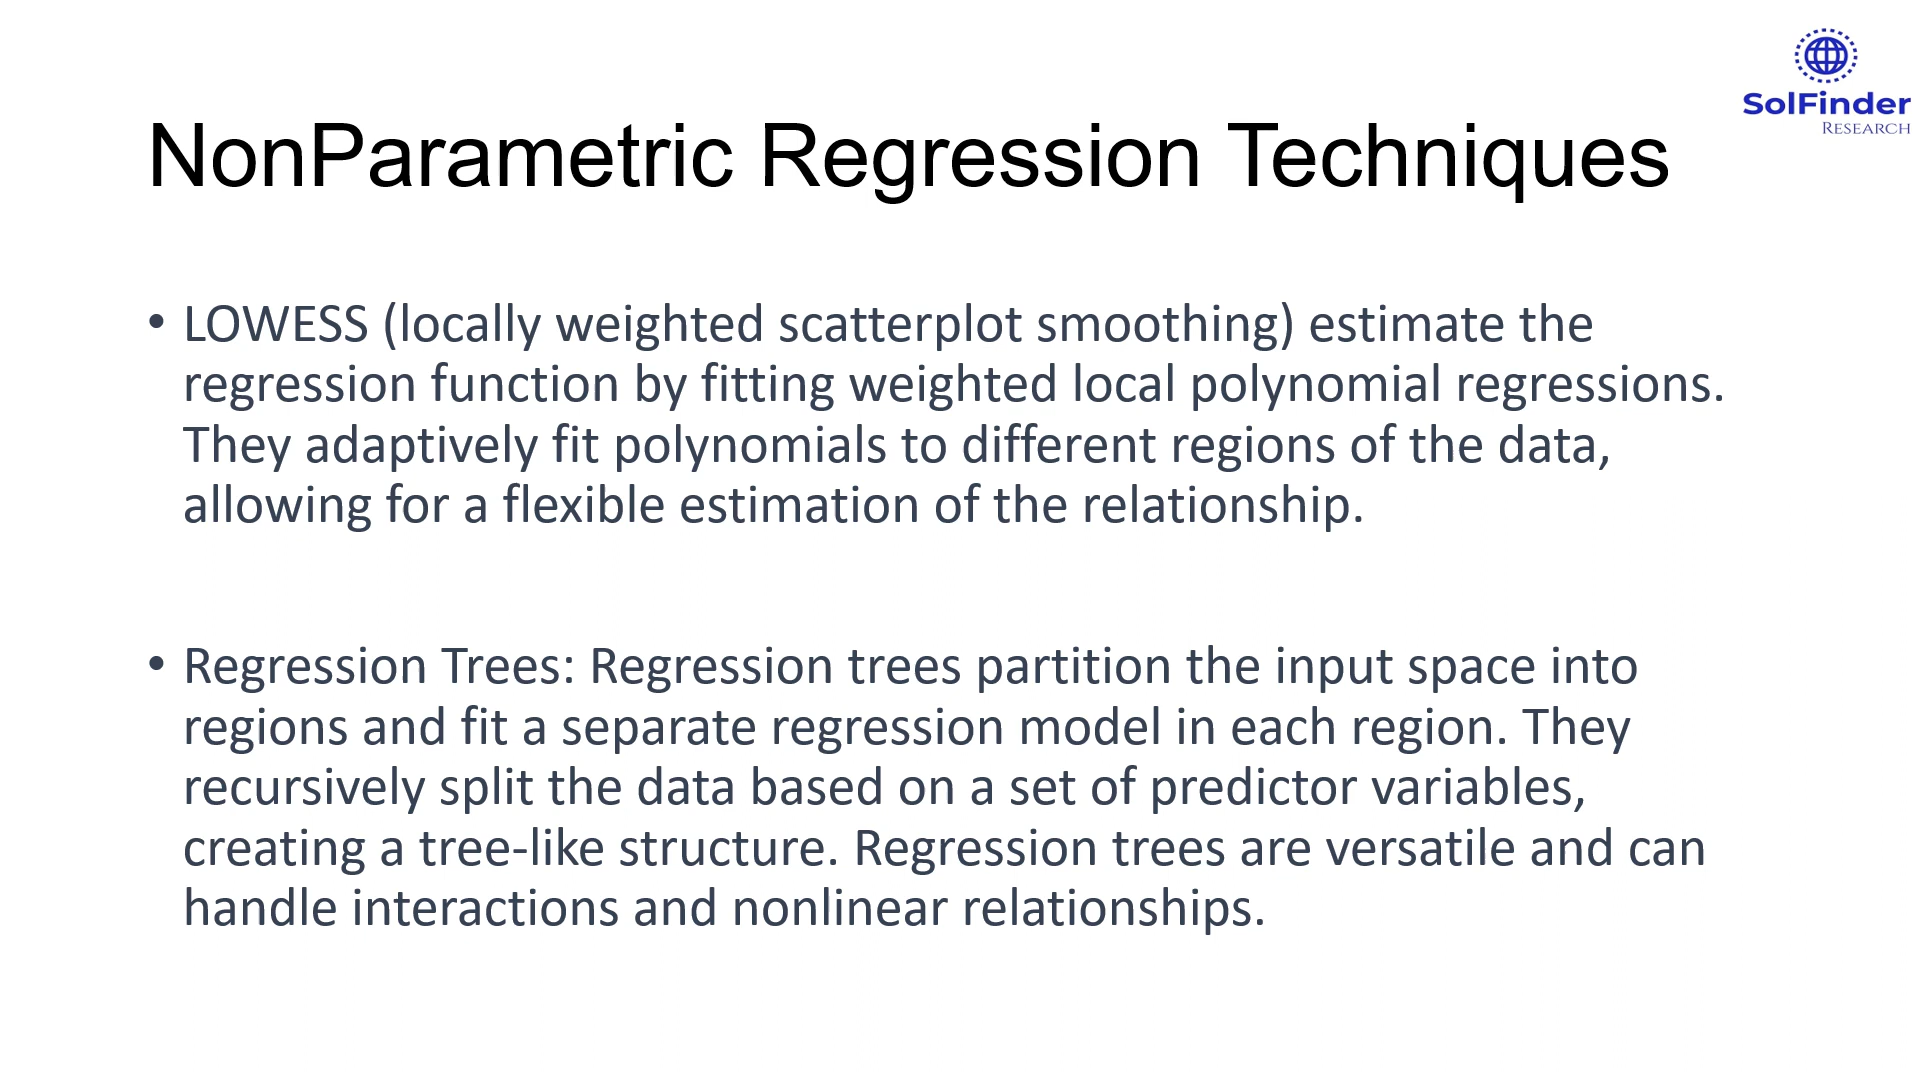 SolFinder
RESEARCH
NonParametric Regression Techniques
• LOWESS (locally weighted scatterplot smoothing) estimate the
regression function by fitting weighted local polynomial regressions.
They adaptively fit polynomials to different regions of the data,
allowing for a flexible estimation of the relationship.
• Regression Trees: Regression trees partition the input space into
regions and fit a separate regression model in each region. They
recursively split the data based on a set of predictor variables,
creating a tree-like structure. Regression trees are versatile and can
handle interactions and nonlinear relationships.